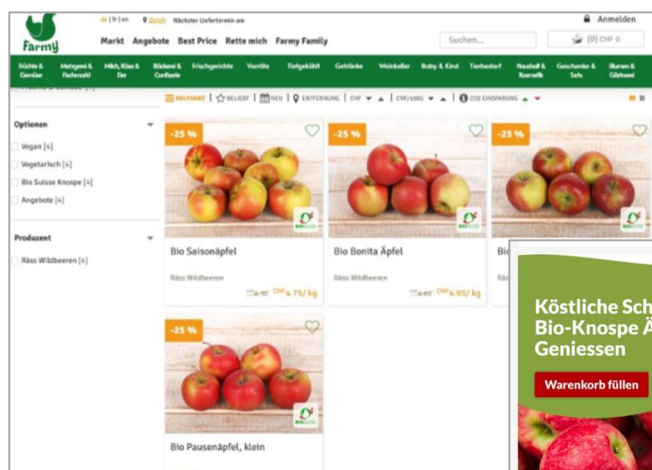 de | fr | en Zürich Nächster Liefertermin am
Anmelden
Farmy
Markt Angebote Best Price Rette mich Farmy Family
Suchen...
(0) CHF 0
Früchte & Gemüse
Metzgerei & Fischmarkt
Milch, Käse & Eier
Bäckerei & Confiserie
Frischgerichte
Vorräte
Tiefgekühlt
Getränke
Weinkeller
Baby & Kind
Tierbedarf
Haushalt & Kosmetik
Geschenke & Sets
Blumen & Gärtnerei
RELEVANZ | BELIEBT | NEU | ENTFERNUNG | CHF | CHF/100G | CO2 EINSPARUNG
Optionen
Vegan [4]
Vegetarisch [4]
Bio Suisse Knospe [4]
Angebote [4]
Produzent
Räss Wildbeeren [4]
-25 %
Bio Saisonäpfel
Räss Wildbeeren
CHF 4.75/ kg
-25 %
Bio Bonita Äpfel
Räss Wildbeeren
CHF 4.95/ kg
-25 %
Bio
Räss
-25 %
Bio Pausenäpfel, klein
Köstliche Sch
Bio-Knospe Ä
Geniessen
Warenkorb füllen